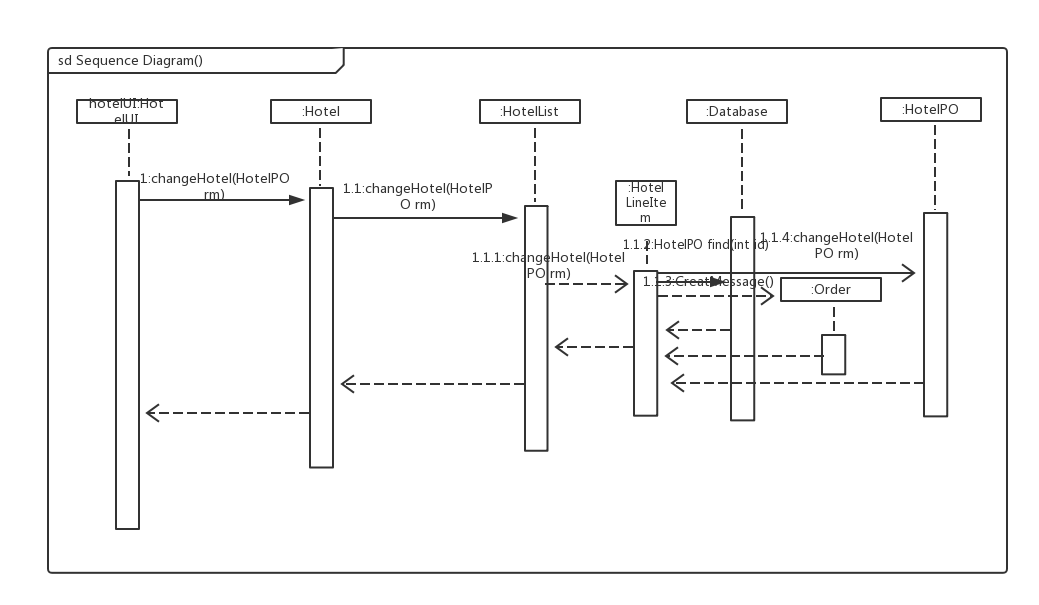 sd Sequence Diagram()
hotelUI:Hot
elUI
:Hotel
:HotelList
:Database
:HotelPO
1:changeHotel(HotelPO
rm)
1.1:changeHotel(HotelP
O rm)
:Hotel
LineIte
m
1.1.2:HotelPO find(int id)
1.1.4:changeHotel(Hotel
PO rm)
1.1.1:changeHotel(Hotel
PO rm)
1.1.3:CreatMessage()
:Order